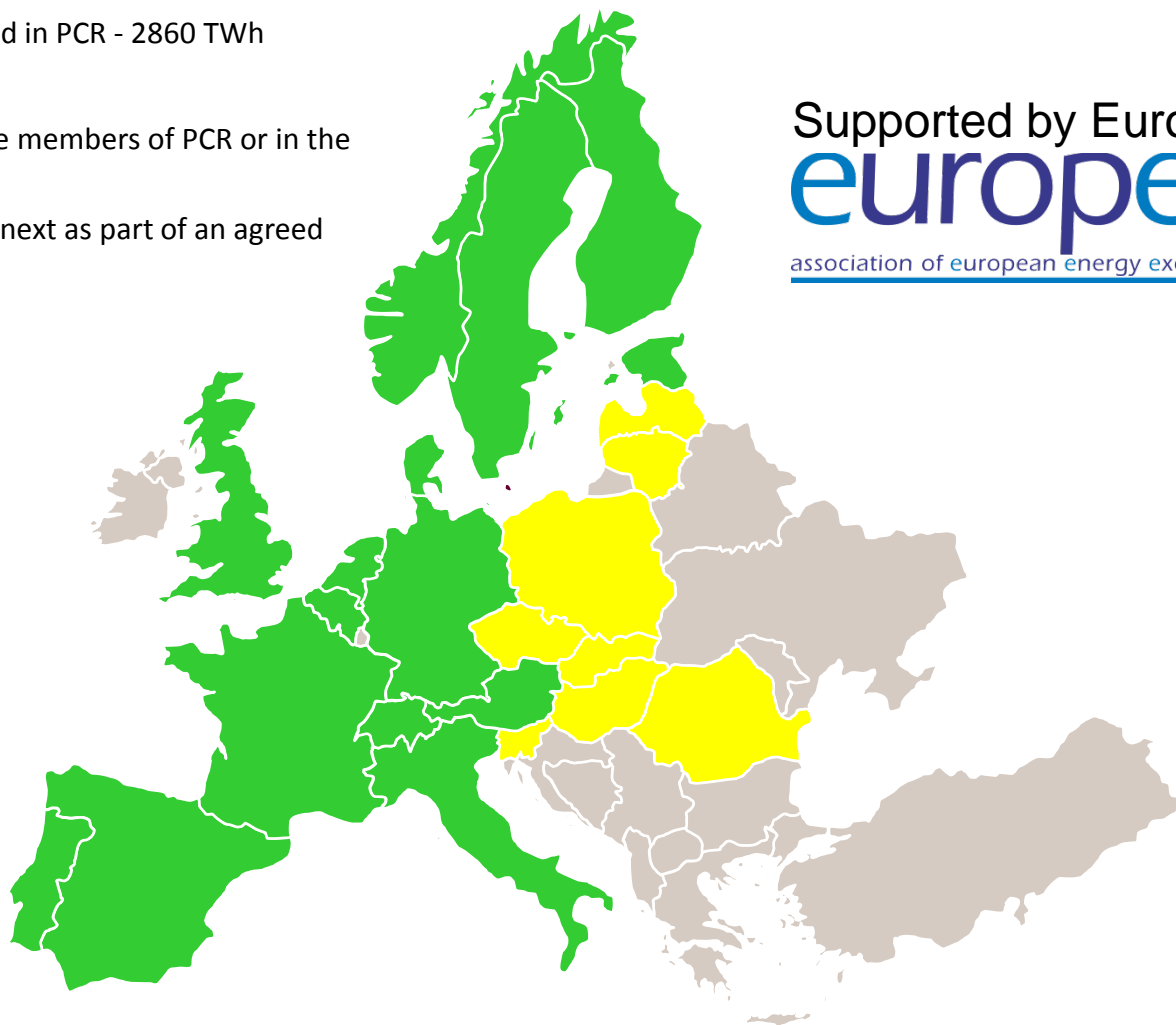 d in PCR - 2860 TWh
e members of PCR or in the
next as part of an agreed
Supported by Euro
europe
association of european energy exc